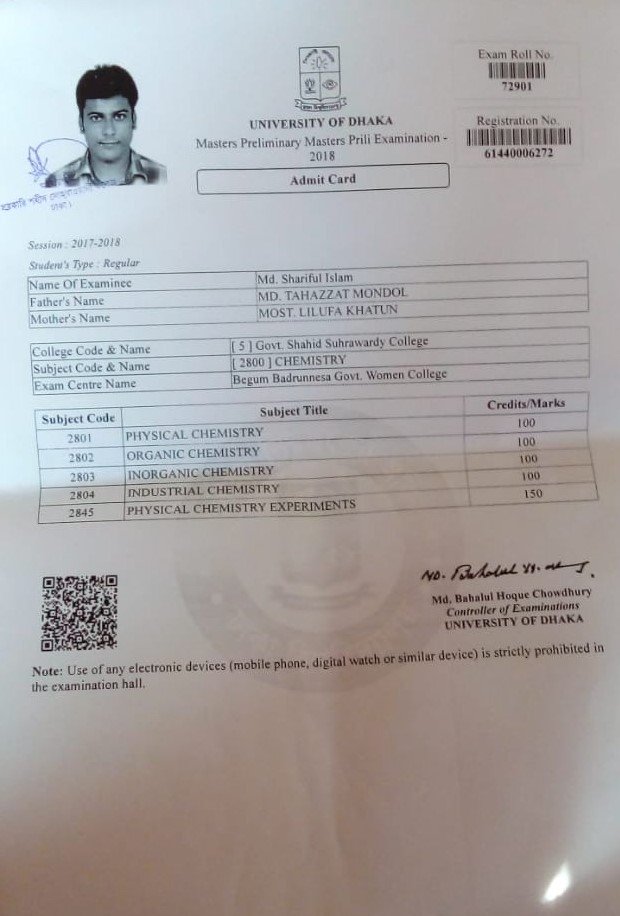 Exam Roll No.
72901
Registration No.
61440006272
UNIVERSITY OF DHAKA
Masters Preliminary Masters Prili Examination -
2018
Admit Card
সরকারি শহীদ সোহরাওয়ার্দী
ঢাকা।
Session : 2017-2018
Student's Type : Regular
Name Of Examinee Md. Shariful Islam
Father's Name MD. TAHAZZAT MONDOL
Mother's Name MOST. LILUFA KHATUN
College Code & Name [ 5 ] Govt. Shahid Suhrawardy College
Subject Code & Name [ 2800 ] CHEMISTRY
Exam Centre Name Begum Badrunnesa Govt. Women College
Subject Code Subject Title Credits/Marks
2801 PHYSICAL CHEMISTRY 100
2802 ORGANIC CHEMISTRY 100
2803 INORGANIC CHEMISTRY 100
2804 INDUSTRIAL CHEMISTRY 100
2845 PHYSICAL CHEMISTRY EXPERIMENTS 150
Md. Bahalul Hoque Chowdhury
Controller of Examinations
UNIVERSITY OF DHAKA
Note: Use of any electronic devices (mobile phone, digital watch or similar device) is strictly prohibited in
the examination hall.